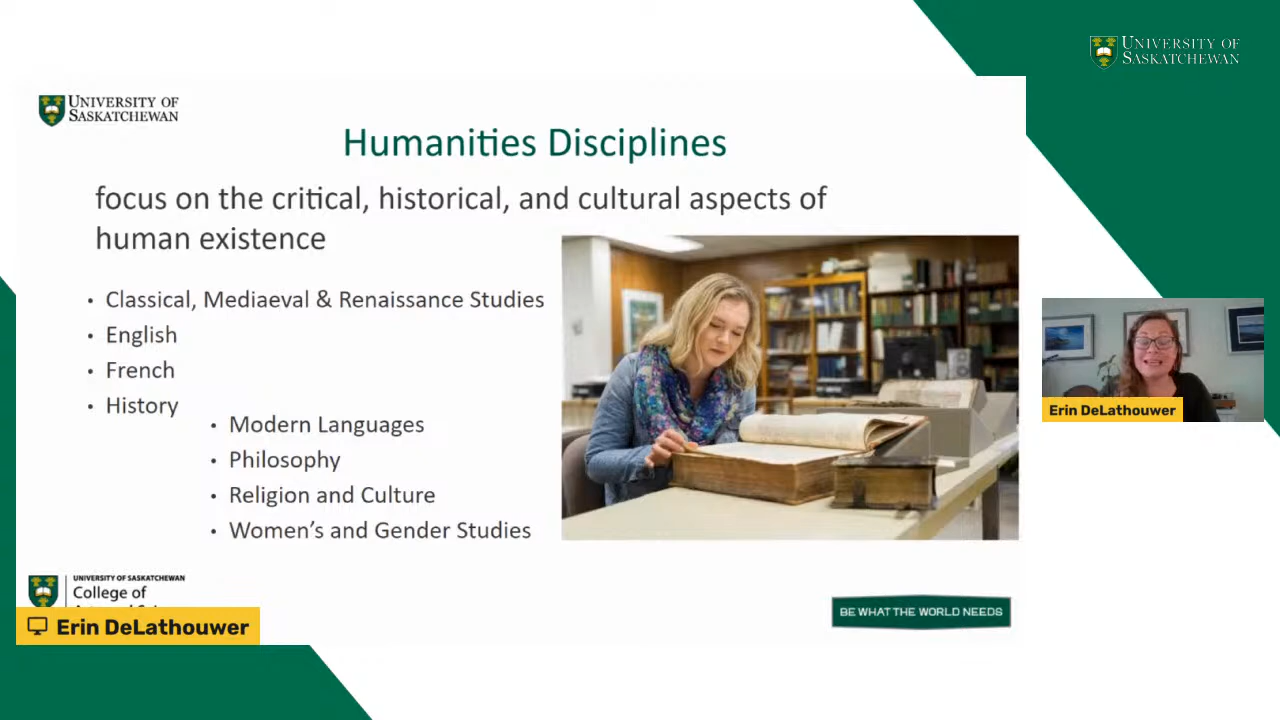 UNIVERSITY OF
SASKATCHEWAN
UNIVERSITY OF
SASKATCHEWAN
Humanities Disciplines
focus on the critical, historical, and cultural aspects of
human existence
• Classical, Mediaeval & Renaissance Studies
• English
• French
• History
• Modern Languages
• Philosophy
• Religion and Culture
• Women’s and Gender Studies
Erin DeLathouwer
UNIVERSITY OF SASKATCHEWAN
College of
BE WHAT THE WORLD NEEDS
Erin DeLathouwer